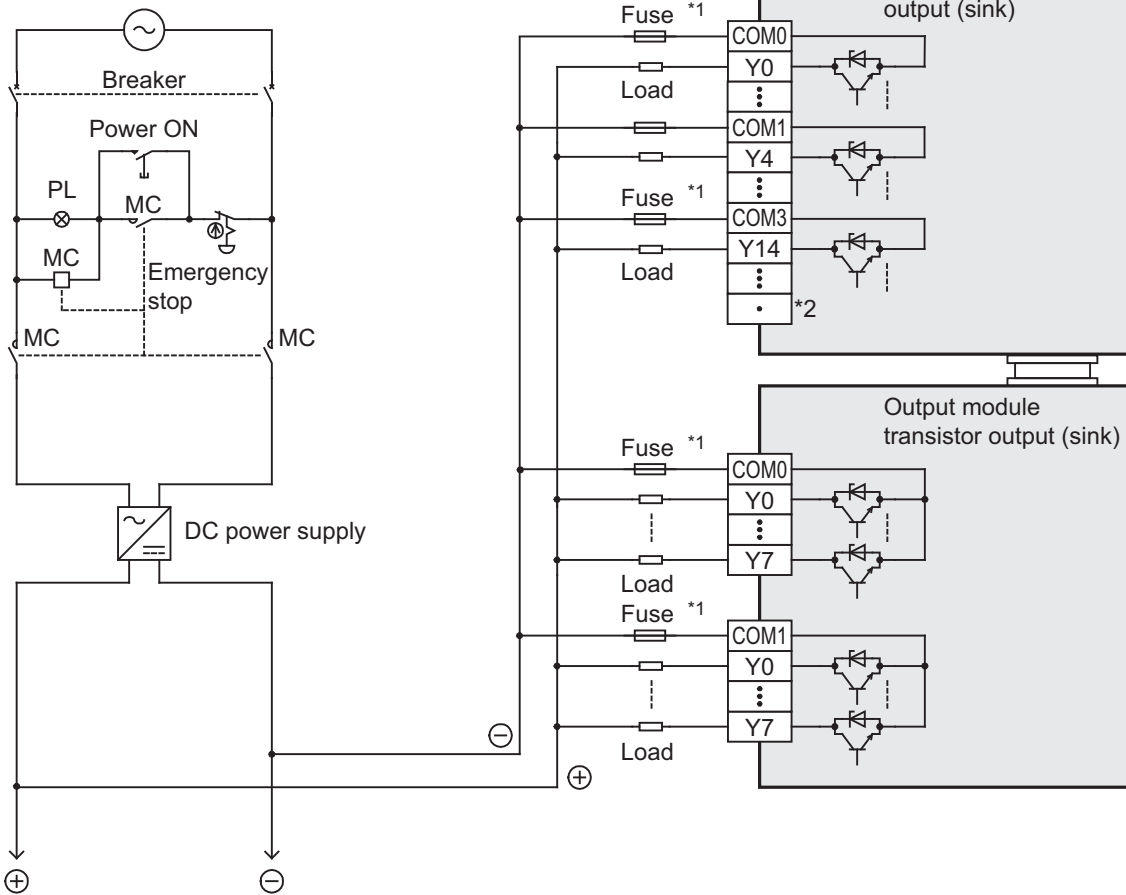 Breaker
Power ON
PL
MC
MC
Emergency
stop
MC
MC
DC power supply
⊕
⊖
⊖
⊕
output (sink)
Fuse *1
COM0
Y0
Load
COM1
Y4
Fuse *1
COM3
Y14
Load
*2
Output module
transistor output (sink)
Fuse *1
COM0
Y0
Y7
Load
Fuse *1
COM1
Y0
Y7
Load